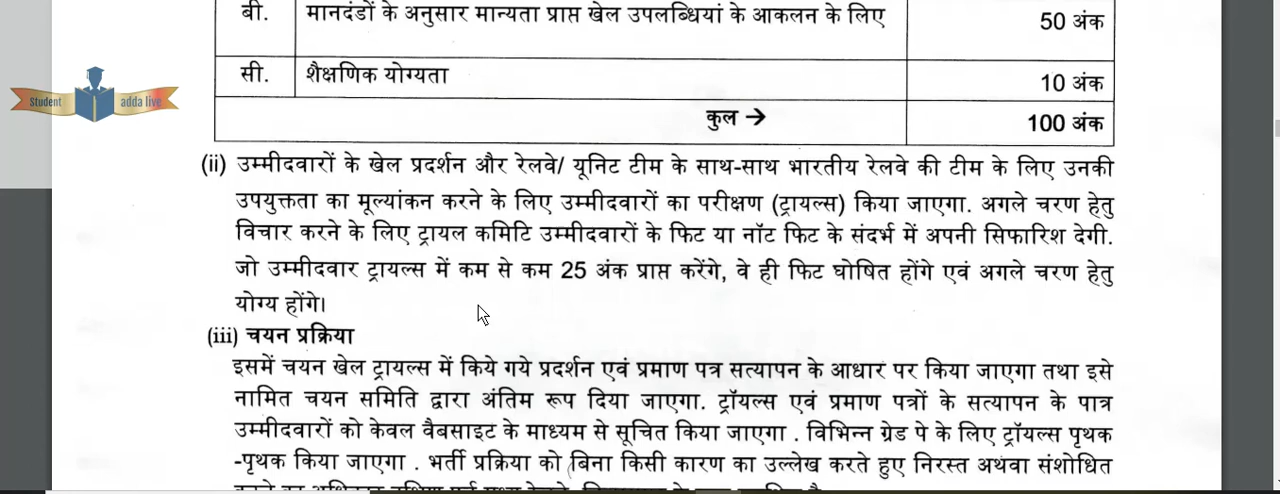 बी. मानदंडों के अनुसार मान्यता प्राप्त खेल उपलब्धियां के आकलन के लिए 50 अंक
सी. शैक्षणिक योग्यता 10 अंक
Student adda live
कुल → 100 अंक
(ii) उम्मीदवारों के खेल प्रदर्शन और रेलवे/ यूनिट टीम के साथ-साथ भारतीय रेलवे की टीम के लिए उनकी
उपयुक्तता का मूल्यांकन करने के लिए उम्मीदवारों का परीक्षण (ट्रायल्स) किया जाएगा. अगले चरण हेतु
विचार करने के लिए ट्रायल कमिटि उम्मीदवारों के फिट या नॉट फिट के संदर्भ में अपनी सिफारिश देगी.
जो उम्मीदवार ट्रायल्स में कम से कम 25 अंक प्राप्त करेंगे, वे ही फिट घोषित होंगे एवं अगले चरण हेतु
योग्य होंगे।
(iii) चयन प्रक्रिया
इसमें चयन खेल ट्रायल्स में किये गये प्रदर्शन एवं प्रमाण पत्र सत्यापन के आधार पर किया जाएगा तथा इसे
नामित चयन समिति द्वारा अंतिम रूप दिया जाएगा. ट्रॉयल्स एवं प्रमाण पत्रों के सत्यापन के पात्र
उम्मीदवारों को केवल वैबसाइट के माध्यम से सूचित किया जाएगा . विभिन्न ग्रेड पे के लिए ट्रॉयल्स पृथक
-पृथक किया जाएगा . भर्ती प्रक्रिया को बिना किसी कारण का उल्लेख करते हुए निरस्त अथवा संशोधित